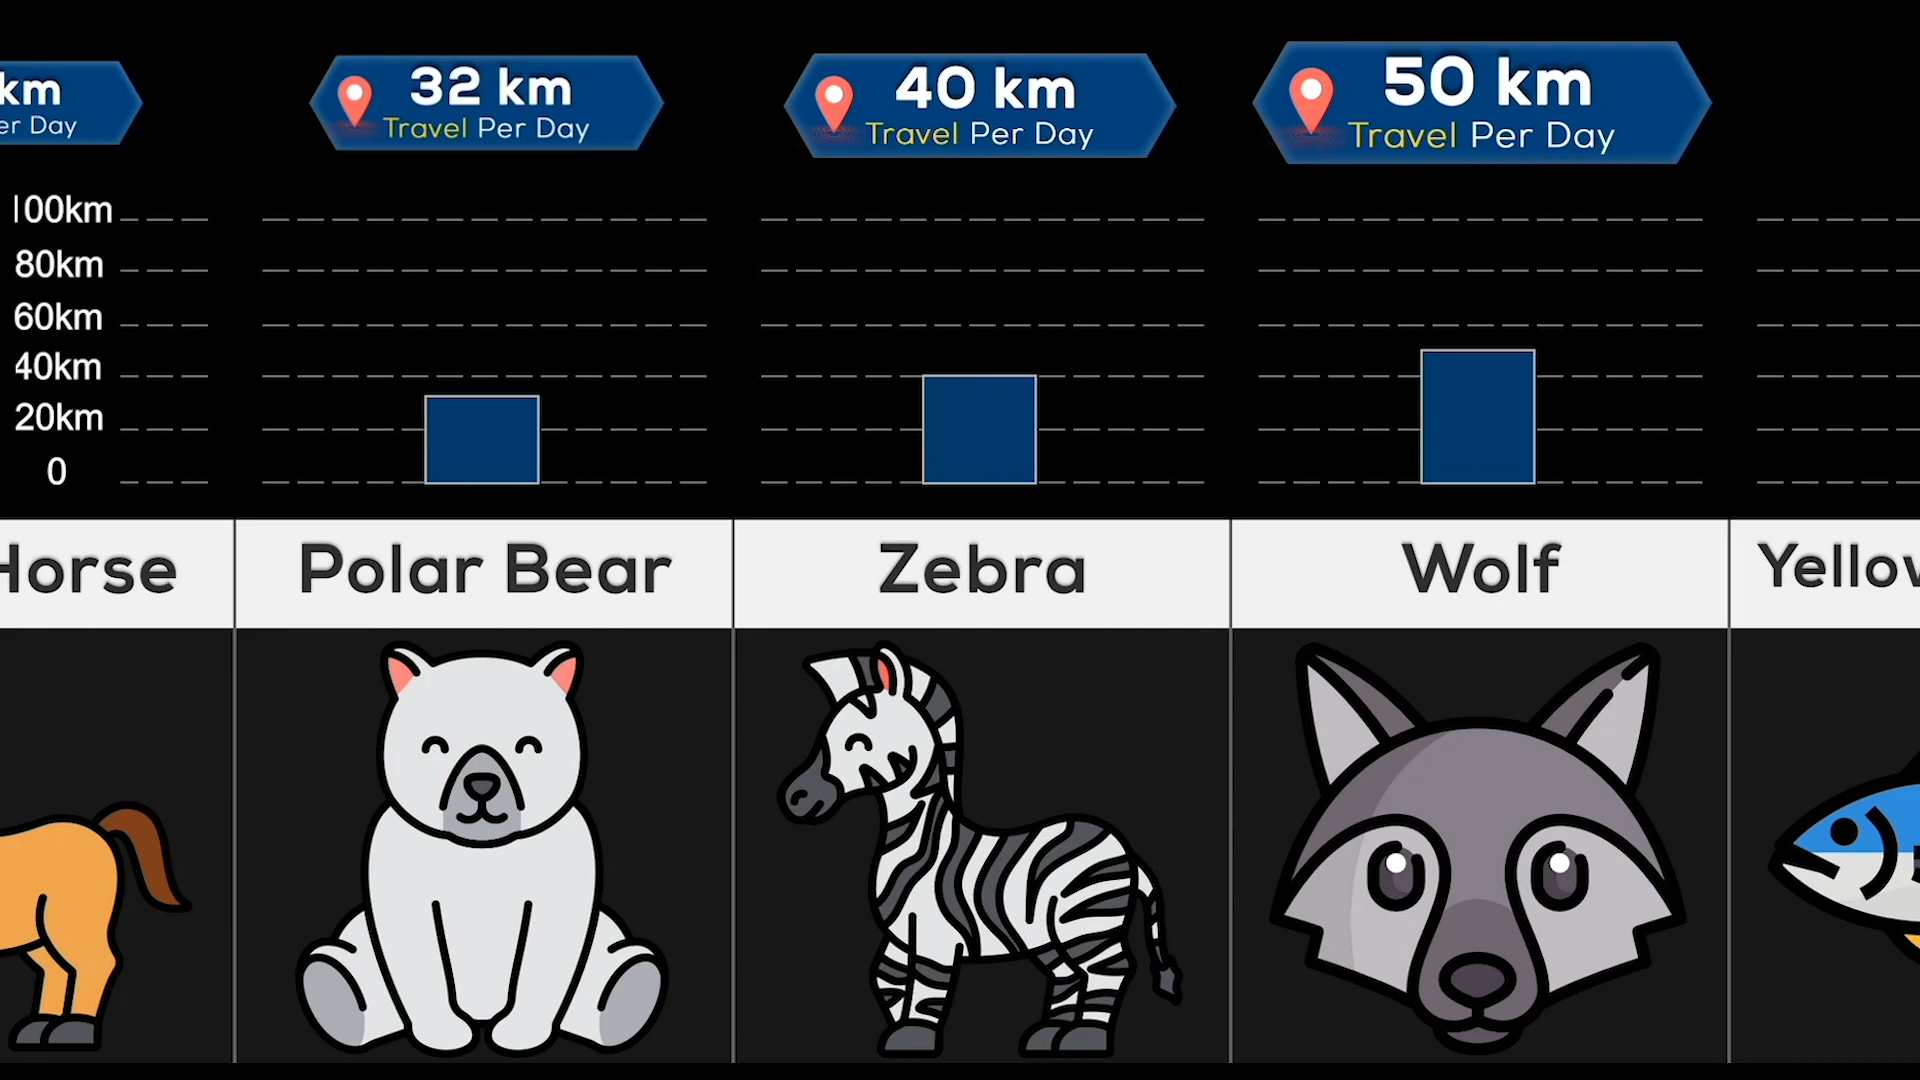 km
er Day
32 km
Travel Per Day
40 km
Travel Per Day
50 km
Travel Per Day
100km
80km
60km
40km
20km
0
Horse
Polar Bear
Zebra
Wolf
Yellow